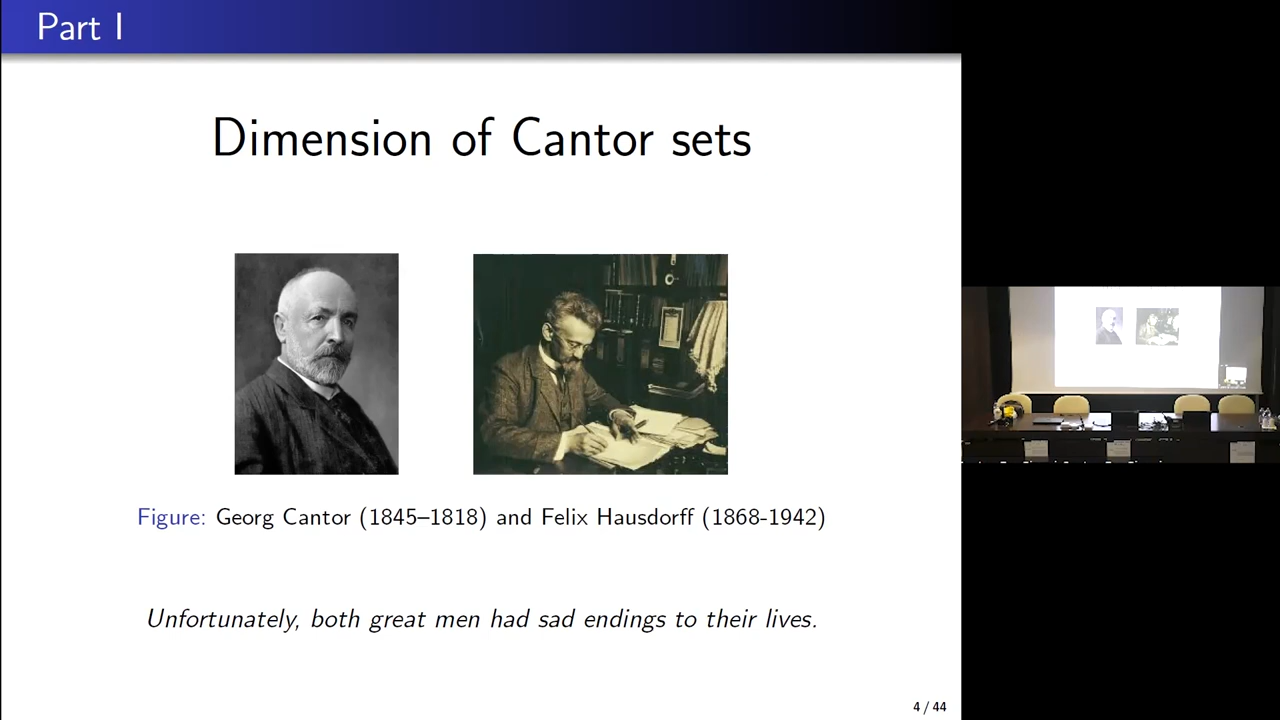 Part I
Dimension of Cantor sets
Figure: Georg Cantor (1845–1818) and Felix Hausdorff (1868-1942)
Unfortunately, both great men had sad endings to their lives.
4 / 44